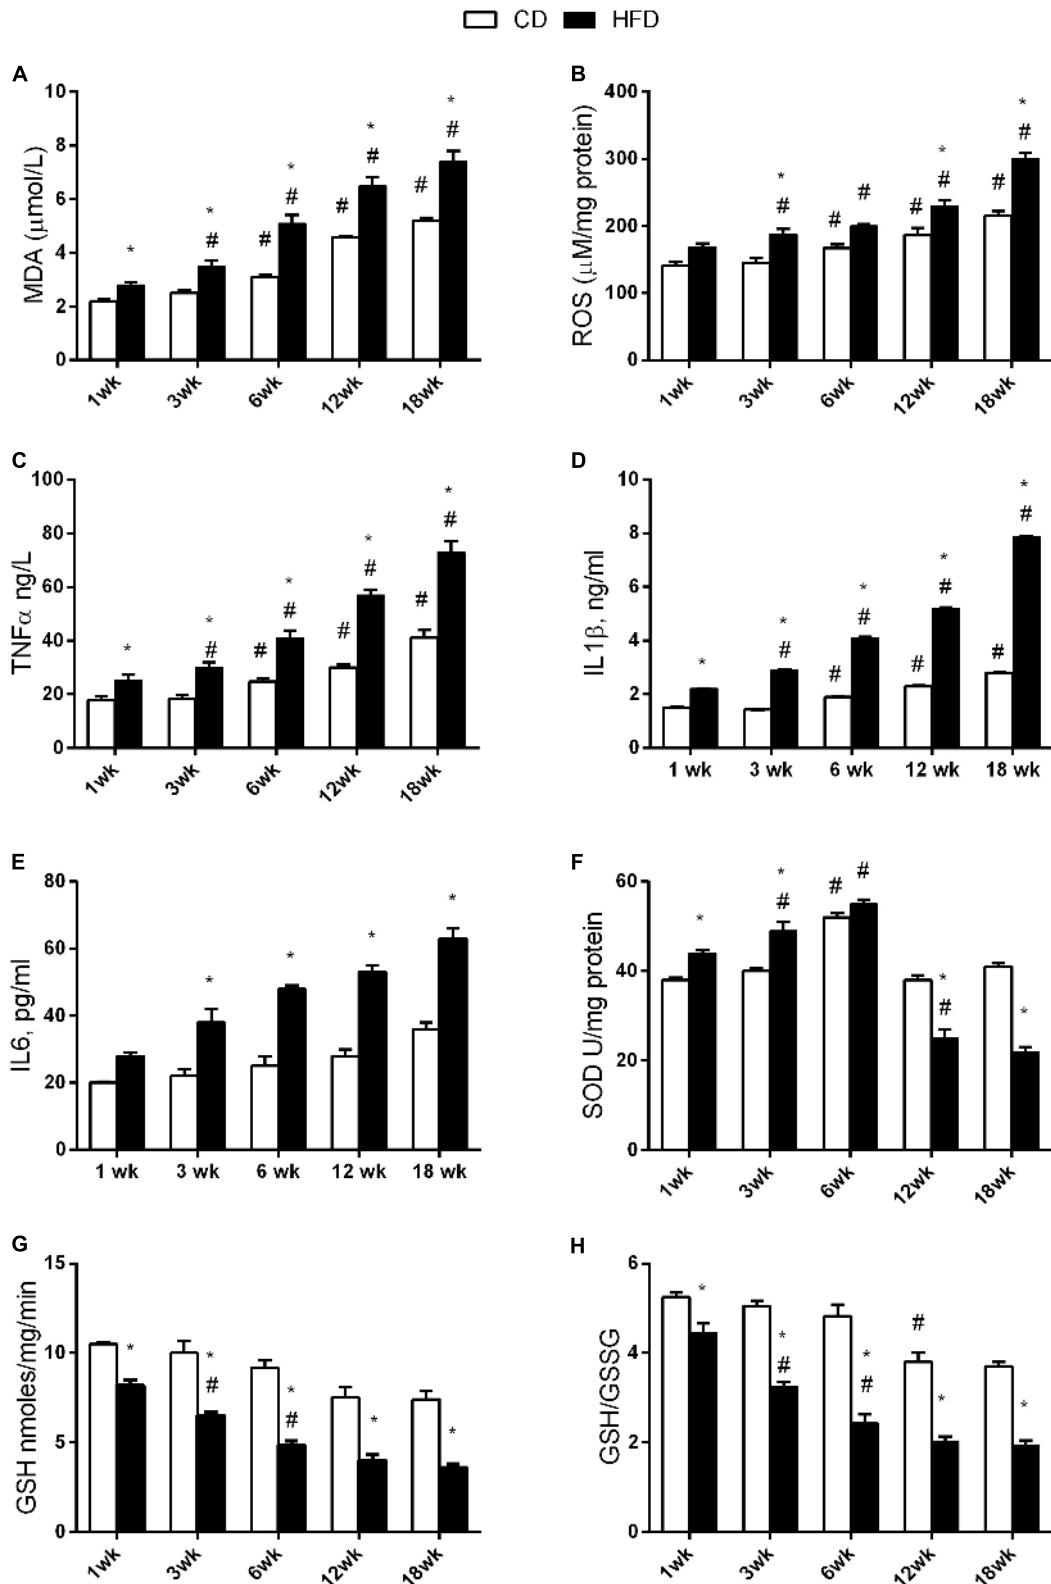 CD HFD
A
MDA (μmol/L)
10
8
6
4
2
0
* * * * *
# # # # # # #
1wk 3wk 6wk 12wk 18wk
B
ROS (μM/mg protein)
400
300
200
100
0
* * *
# # # # # # #
1wk 3wk 6wk 12wk 18wk
C
TNFα ng/L
100
80
60
40
20
0
* * * * *
# # # # # # #
1wk 3wk 6wk 12wk 18wk
D
IL1β, ng/ml
10
8
6
4
2
0
* * * * *
# # # # # # #
1 wk 3 wk 6 wk 12 wk 18 wk
E
IL6, pg/ml
80
60
40
20
0
* * * *
1 wk 3 wk 6 wk 12 wk 18 wk
F
SOD U/mg protein
60
40
20
0
* * * *
# # # #
1wk 3wk 6wk 12wk 18wk
G
GSH nmoles/mg/min
15
10
5
0
* * * * *
# #
1wk 3wk 6wk 12wk 18wk
H
GSH/GSSG
6
4
2
0
* * * * *
# # #
1wk 3wk 6wk 12wk 18wk